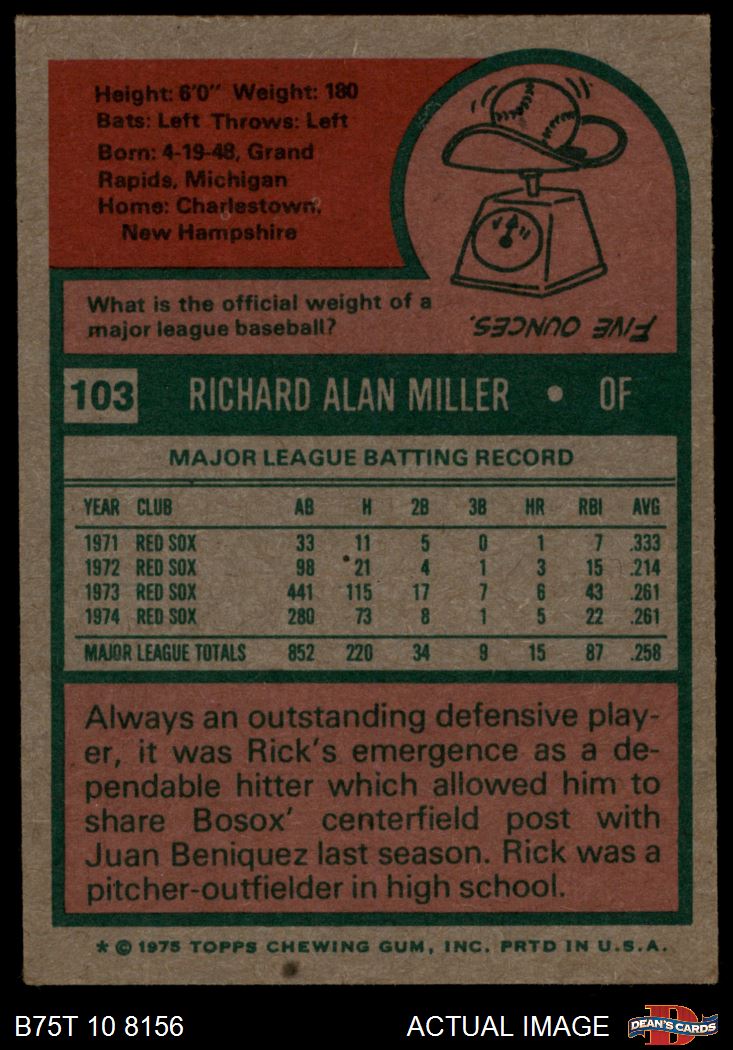 Height: 6'0" Weight: 180
Bats: Left Throws: Left
Born: 4-19-48, Grand
Rapids, Michigan
Home: Charlestown,
New Hampshire
What is the official weight of a
major league baseball?
FIVE OUNCES.
103 RICHARD ALAN MILLER • OF
MAJOR LEAGUE BATTING RECORD
YEAR CLUB AB H 2B 3B HR RBI AVG
1971 RED SOX 33 11 5 0 1 7 .333
1972 RED SOX 98 21 4 1 3 15 .214
1973 RED SOX 441 115 17 7 6 43 .261
1974 RED SOX 280 73 8 1 5 22 .261
MAJOR LEAGUE TOTALS 852 220 34 9 15 87 .258
Always an outstanding defensive play-
er, it was Rick's emergence as a de-
pendable hitter which allowed him to
share Bosox' centerfield post with
Juan Beniquez last season. Rick was a
pitcher-outfielder in high school.
* © 1975 TOPPS CHEWING GUM, INC. PRTD IN U.S.A.
B75T 10 8156 ACTUAL IMAGE DEAN'S CARDS